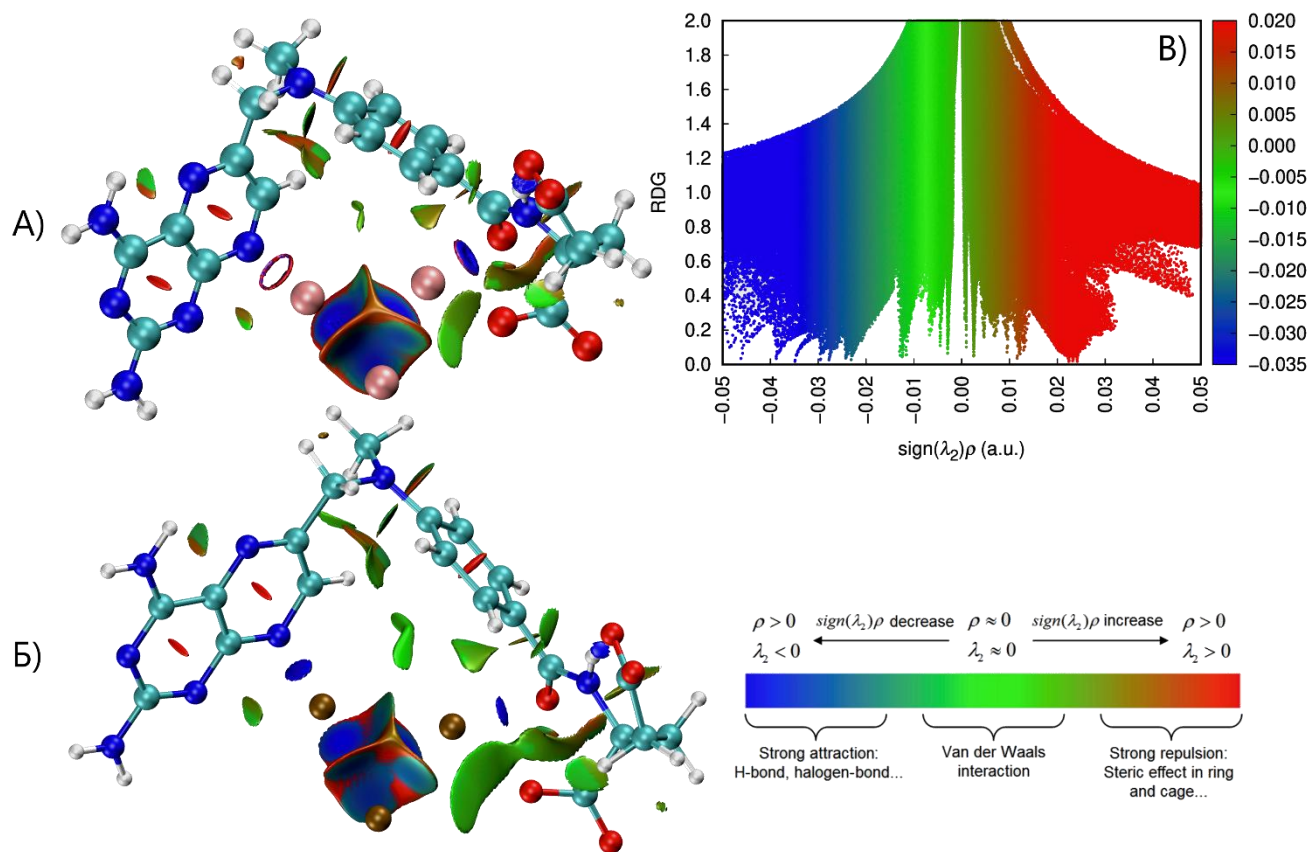 А)
Б)
В)
RDG
2.0
1.8
1.6
1.4
1.2
1.0
0.8
0.6
0.4
0.2
0.0
−0.05
−0.04
−0.03
−0.02
−0.01
0.00
0.01
0.02
0.03
0.04
0.05
sign(λ₂)ρ (a.u.)
0.020
0.015
0.010
0.005
0.000
−0.005
−0.010
−0.015
−0.020
−0.025
−0.030
−0.035
ρ > 0 sign(λ₂)ρ decrease ρ ≈ 0 sign(λ₂)ρ increase ρ > 0
λ₂ < 0 λ₂ ≈ 0 λ₂ > 0
Strong attraction:
H-bond, halogen-bond...
Van der Waals
interaction
Strong repulsion:
Steric effect in ring
and cage...